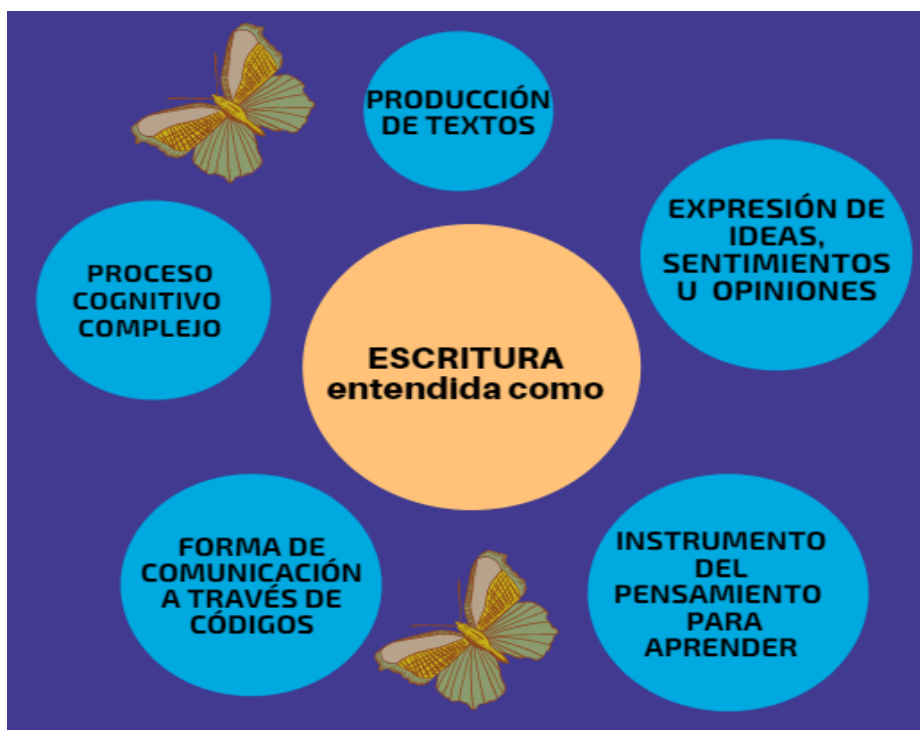 PRODUCCIÓN
DE TEXTOS
EXPRESIÓN DE
IDEAS,
SENTIMIENTOS
U OPINIONES
PROCESO
COGNITIVO
COMPLEJO
ESCRITURA
entendida como
FORMA DE
COMUNICACIÓN
A TRAVÉS DE
CÓDIGOS
INSTRUMENTO
DEL
PENSAMIENTO
PARA
APRENDER